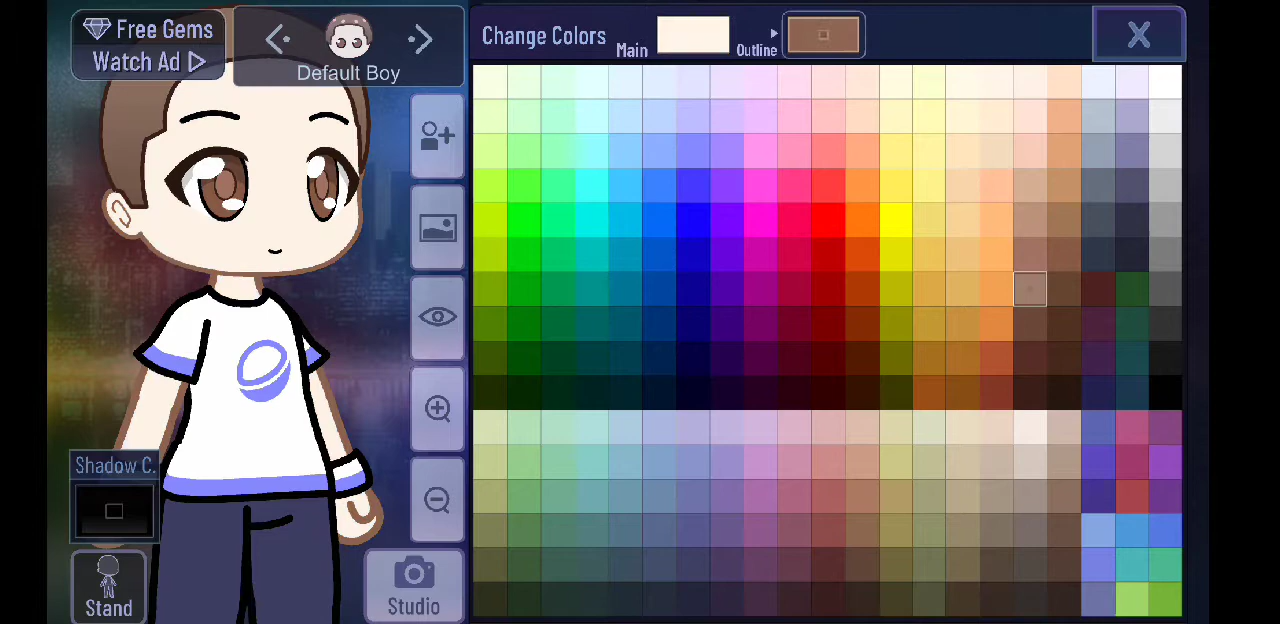 Free Gems
Watch Ad
Default Boy
Change Colors
Main
Outline
X
Shadow C.
Stand
Studio